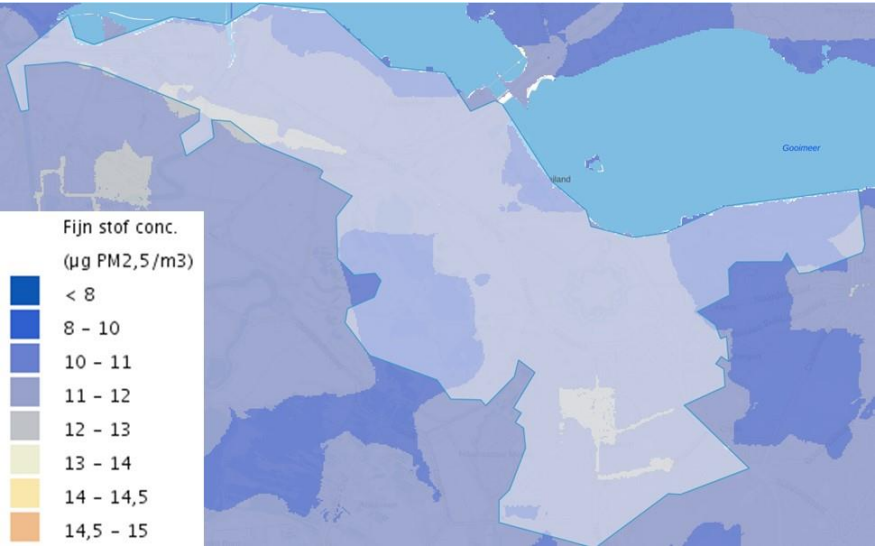 Gooimeer
Fijn stof conc.
(µg PM2,5/m3)
< 8
8 – 10
10 – 11
11 – 12
12 – 13
13 – 14
14 – 14,5
14,5 – 15